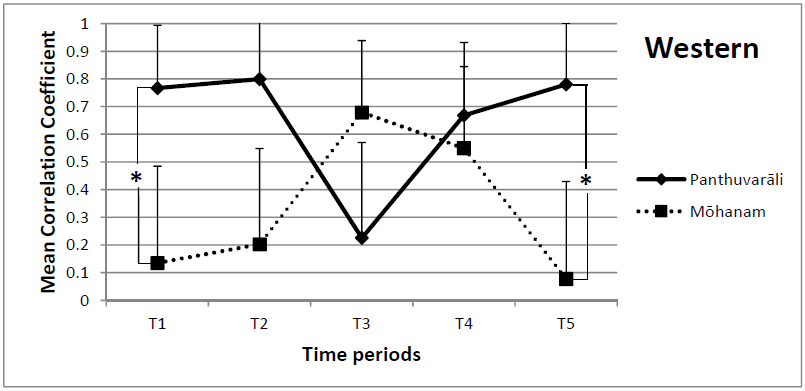 Western
Mean Correlation Coefficient
1
0.9
0.8
0.7
0.6
0.5
0.4
0.3
0.2
0.1
0
*
*
Panthuvarāli
Mōhanam
T1 T2 T3 T4 T5
Time periods